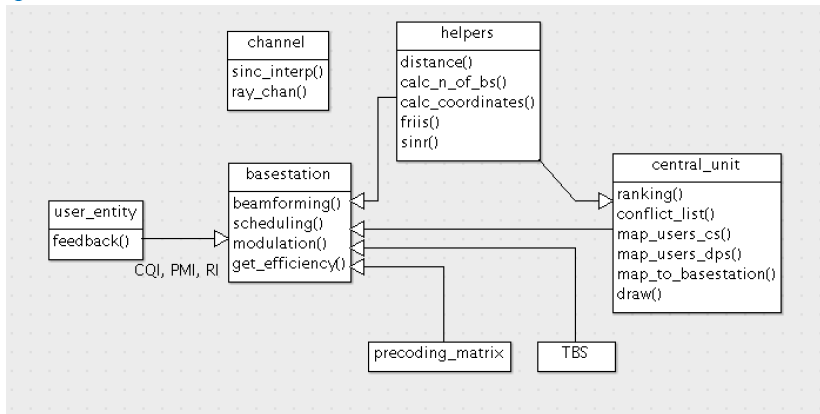 channel
sinc_interp()
ray_chan()
helpers
distance()
calc_n_of_bs()
calc_coordinates()
friis()
sinr()
basestation
beamforming()
scheduling()
modulation()
get_efficiency()
user_entity
feedback()
CQI, PMI, RI
central_unit
ranking()
conflict_list()
map_users_cs()
map_users_dps()
map_to_basestation()
draw()
precoding_matrix
TBS